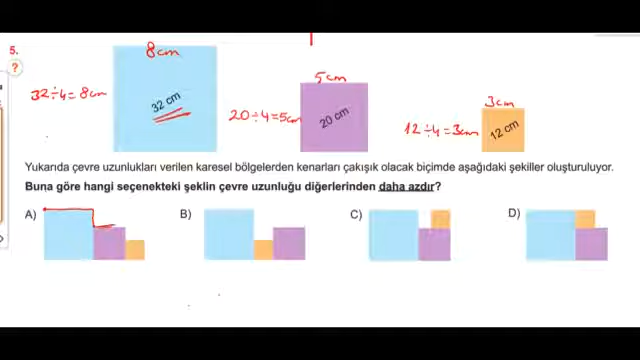 5.
?
8cm
32÷4=8cm
32 cm
5cm
20÷4=5cm
20 cm
3cm
12÷4=3cm
12 cm
Yukarıda çevre uzunlukları verilen karesel bölgelerden kenarları çakışık olacak biçimde aşağıdaki şekiller oluşturuluyor.
Buna göre hangi seçenekteki şeklin çevre uzunluğu diğerlerinden daha azdır?
A)
B)
C)
D)